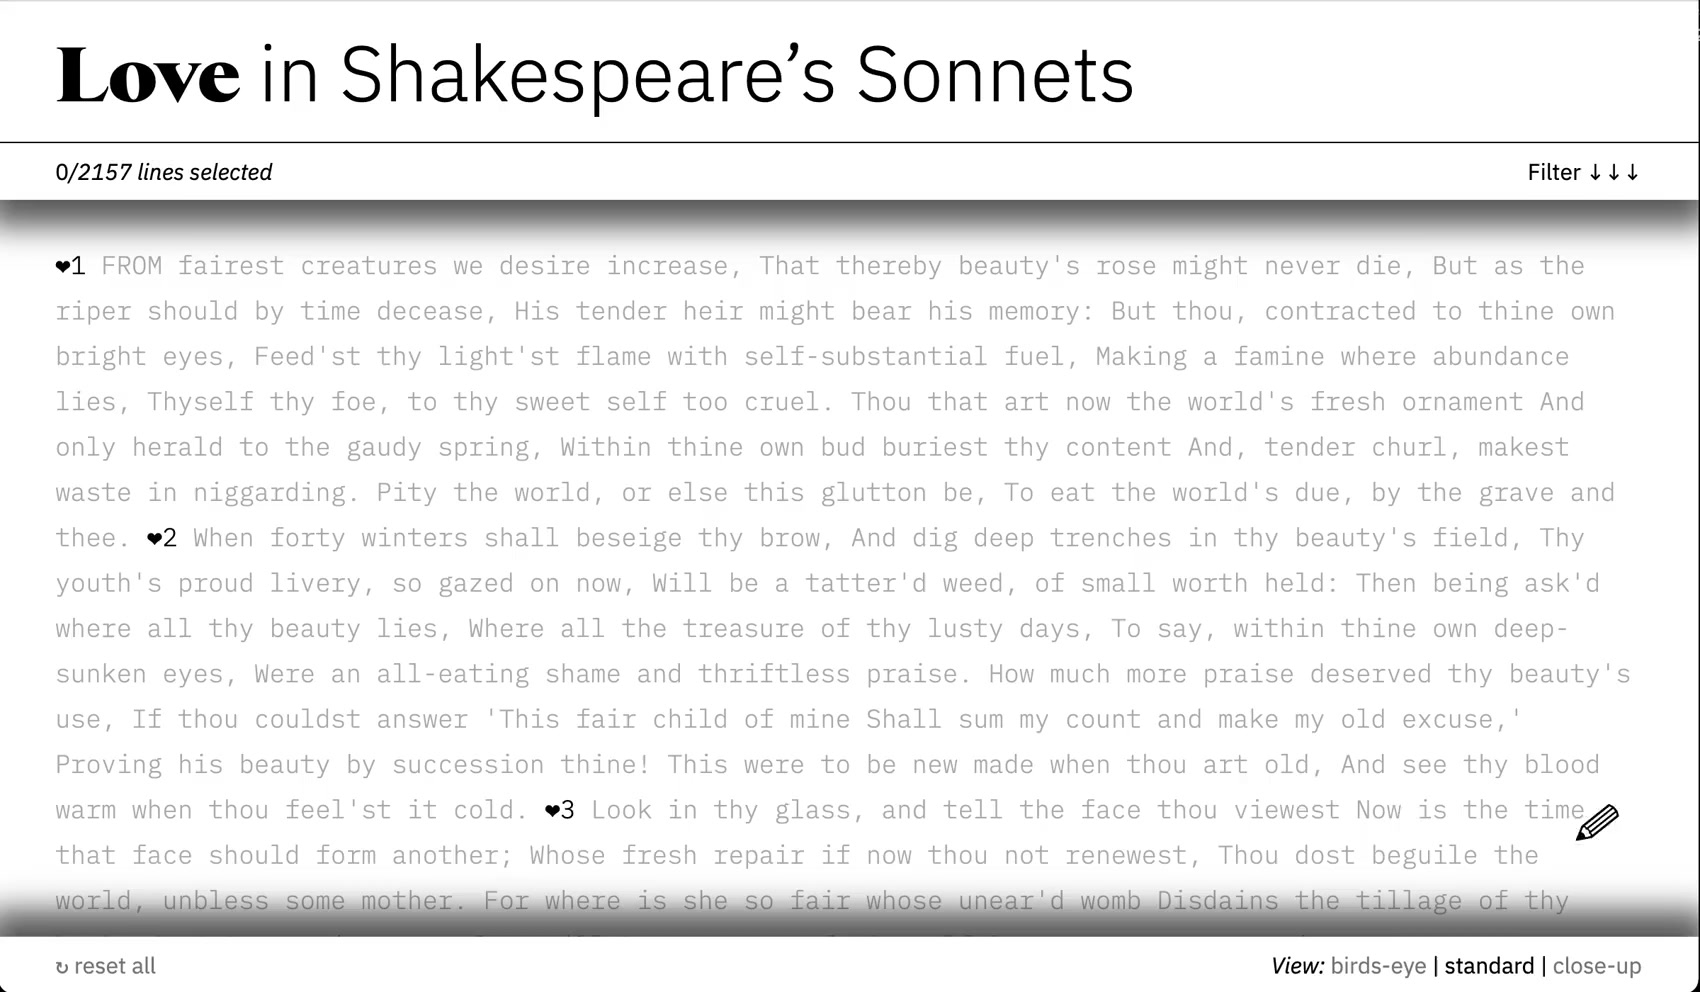 Love in Shakespeare’s Sonnets
0/2157 lines selected
Filter ↓↓↓
❤1 FROM fairest creatures we desire increase, That thereby beauty's rose might never die, But as the
riper should by time decease, His tender heir might bear his memory: But thou, contracted to thine own
bright eyes, Feed'st thy light'st flame with self-substantial fuel, Making a famine where abundance
lies, Thyself thy foe, to thy sweet self too cruel. Thou that art now the world's fresh ornament And
only herald to the gaudy spring, Within thine own bud buriest thy content And, tender churl, makest
waste in niggarding. Pity the world, or else this glutton be, To eat the world's due, by the grave and
thee. ❤2 When forty winters shall beseige thy brow, And dig deep trenches in thy beauty's field, Thy
youth's proud livery, so gazed on now, Will be a tatter'd weed, of small worth held: Then being ask'd
where all thy beauty lies, Where all the treasure of thy lusty days, To say, within thine own deep-
sunken eyes, Were an all-eating shame and thriftless praise. How much more praise deserved thy beauty's
use, If thou couldst answer 'This fair child of mine Shall sum my count and make my old excuse,'
Proving his beauty by succession thine! This were to be new made when thou art old, And see thy blood
warm when thou feel'st it cold. ❤3 Look in thy glass, and tell the face thou viewest Now is the time
that face should form another; Whose fresh repair if now thou not renewest, Thou dost beguile the
world, unbless some mother. For where is she so fair whose unear'd womb Disdains the tillage of thy
↻ reset all
View: birds-eye | standard | close-up